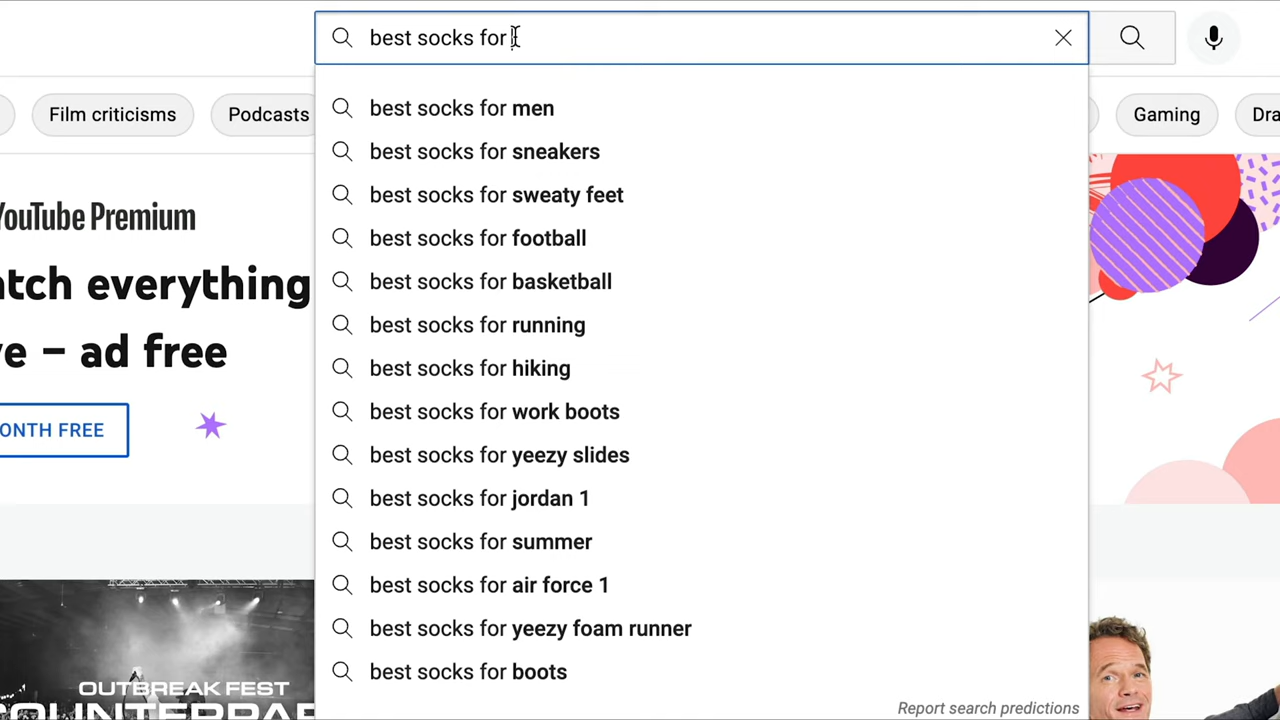 best socks for
Film criticisms
Podcasts
Gaming
Dra
YouTube Premium
atch everything
ve – ad free
ONTH FREE
best socks for men
best socks for sneakers
best socks for sweaty feet
best socks for football
best socks for basketball
best socks for running
best socks for hiking
best socks for work boots
best socks for yeezy slides
best socks for jordan 1
best socks for summer
best socks for air force 1
best socks for yeezy foam runner
best socks for boots
Report search predictions
OUTBREAK FEST
COUNTERPAR